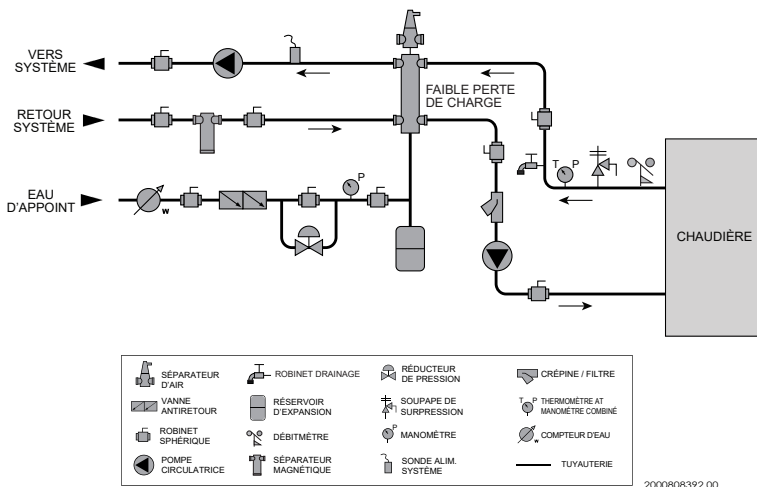 VERS
SYSTÈME
FAIBLE PERTE
DE CHARGE
RETOUR
SYSTÈME
T P
P
EAU
D'APPOINT
w
CHAUDIÈRE
SÉPARATEUR
D'AIR
ROBINET DRAINAGE
RÉDUCTEUR
DE PRESSION
CRÉPINE / FILTRE
VANNE
ANTIRETOUR
RÉSERVOIR
D'EXPANSION
SOUPAPE DE
SURPRESSION
T P
THERMOMÈTRE AT
MANOMÈTRE COMBINÉ
ROBINET
SPHÉRIQUE
DÉBITMÈTRE
P
MANOMÈTRE
w
COMPTEUR D'EAU
POMPE
CIRCULATRICE
SÉPARATEUR
MAGNÉTIQUE
SONDE ALIM.
SYSTÈME
TUYAUTERIE
2000808392 00